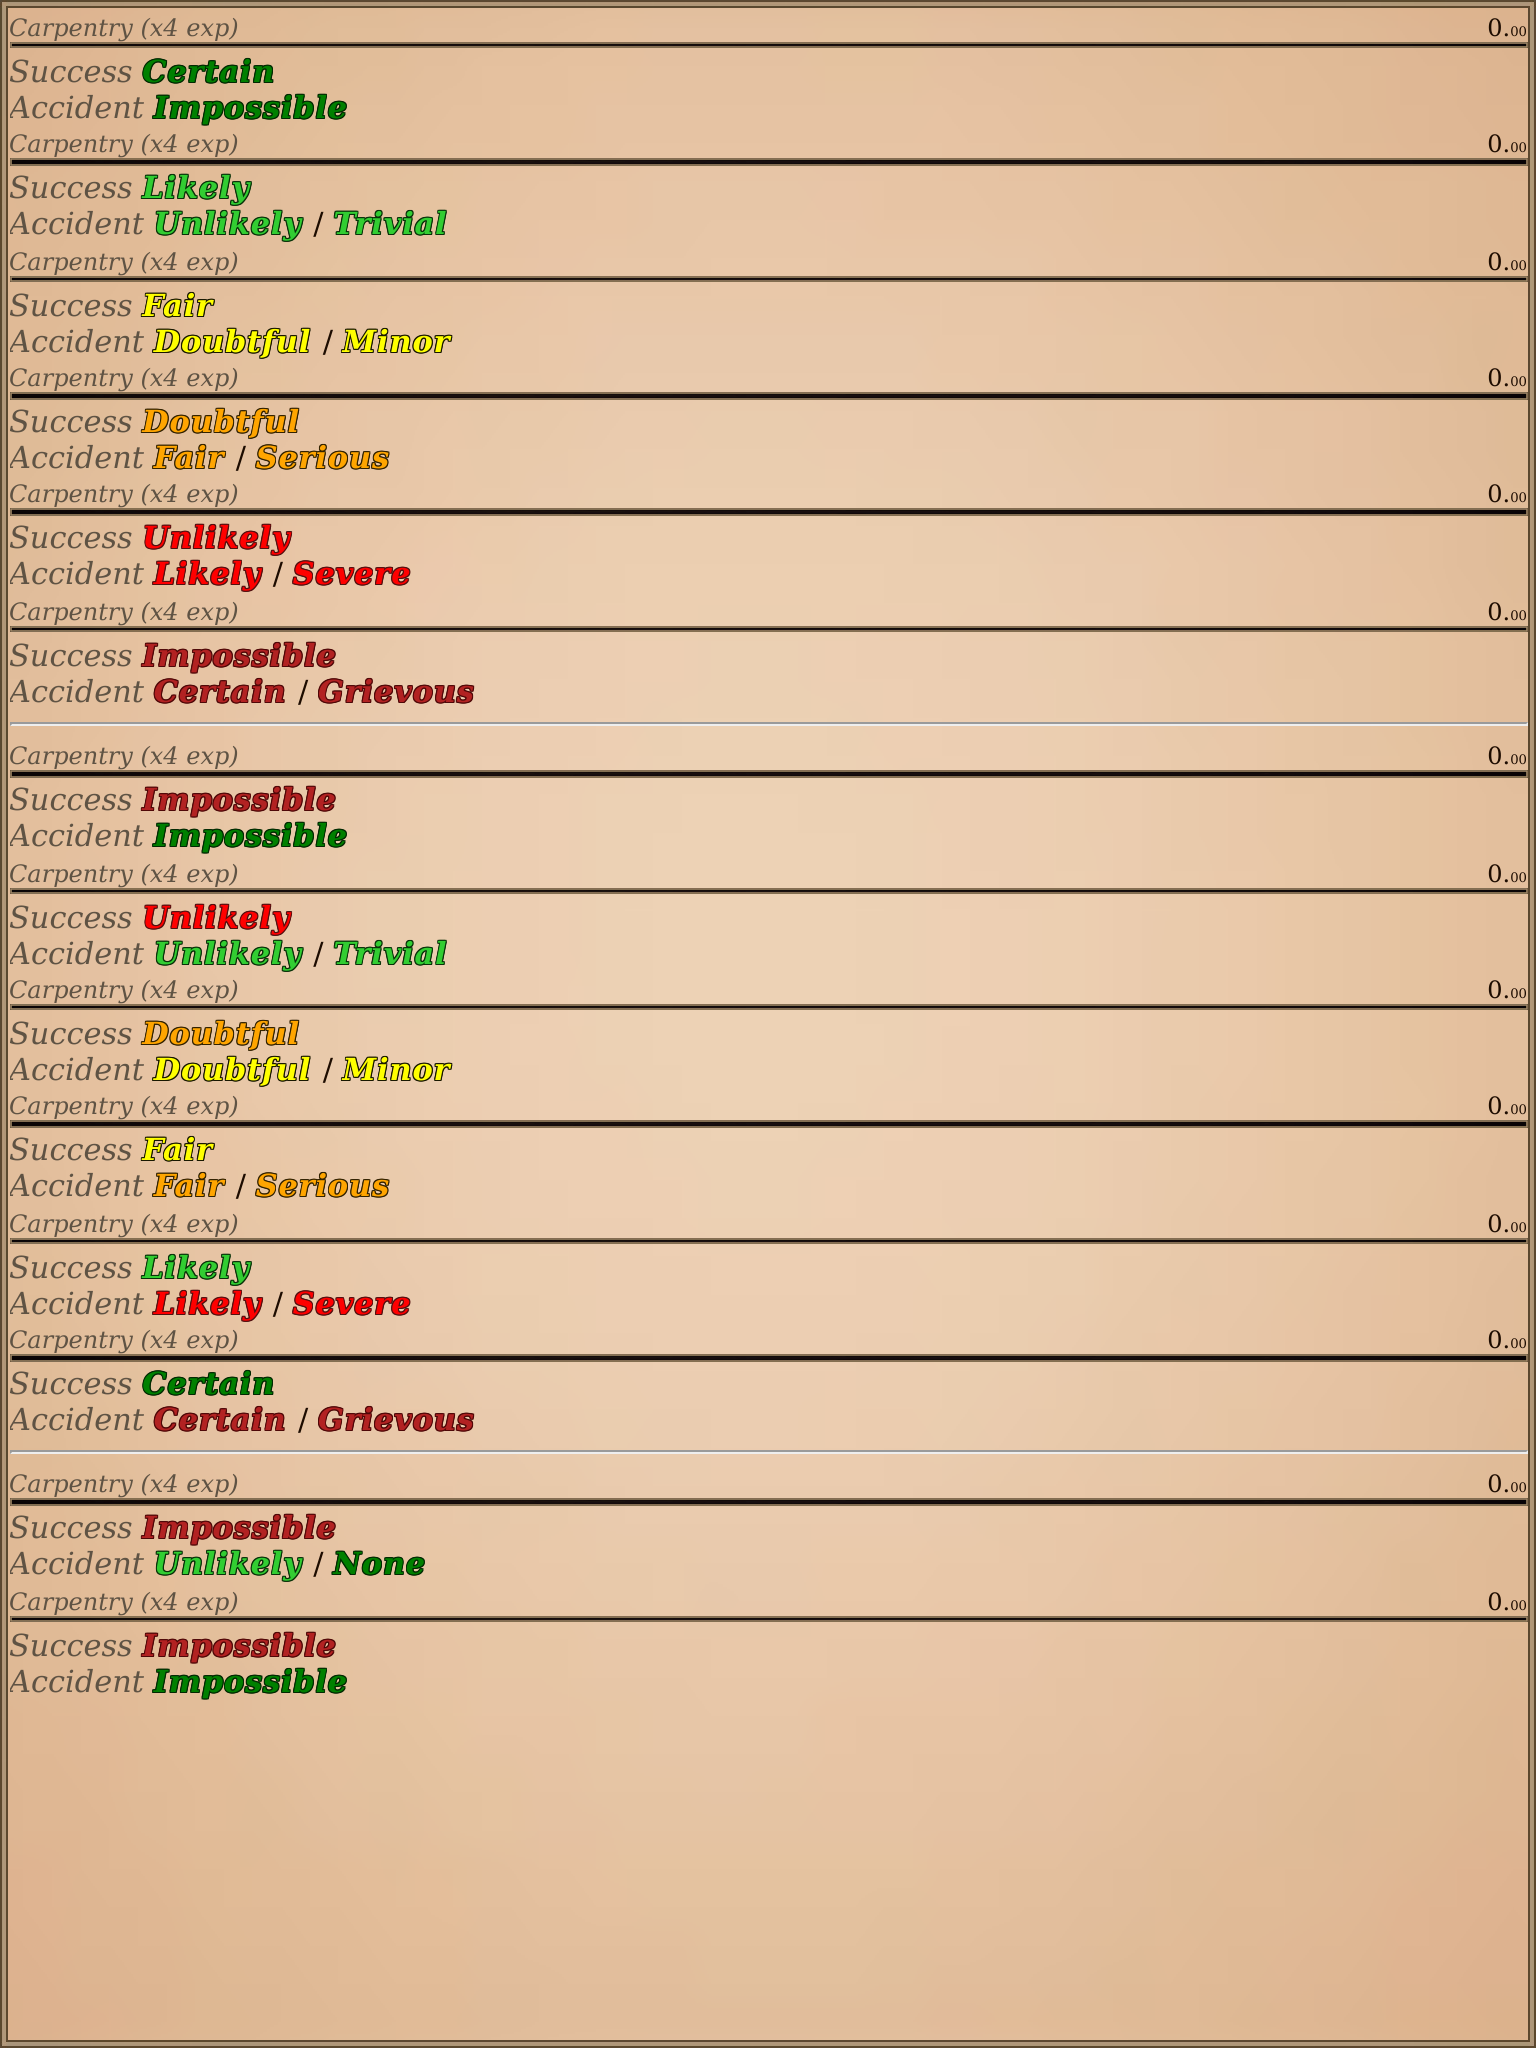 Carpentry (x4 exp) 0.00
Success Certain
Accident Impossible
Carpentry (x4 exp) 0.00
Success Likely
Accident Unlikely / Trivial
Carpentry (x4 exp) 0.00
Success Fair
Accident Doubtful / Minor
Carpentry (x4 exp) 0.00
Success Doubtful
Accident Fair / Serious
Carpentry (x4 exp) 0.00
Success Unlikely
Accident Likely / Severe
Carpentry (x4 exp) 0.00
Success Impossible
Accident Certain / Grievous
Carpentry (x4 exp) 0.00
Success Impossible
Accident Impossible
Carpentry (x4 exp) 0.00
Success Unlikely
Accident Unlikely / Trivial
Carpentry (x4 exp) 0.00
Success Doubtful
Accident Doubtful / Minor
Carpentry (x4 exp) 0.00
Success Fair
Accident Fair / Serious
Carpentry (x4 exp) 0.00
Success Likely
Accident Likely / Severe
Carpentry (x4 exp) 0.00
Success Certain
Accident Certain / Grievous
Carpentry (x4 exp) 0.00
Success Impossible
Accident Unlikely / None
Carpentry (x4 exp) 0.00
Success Impossible
Accident Impossible